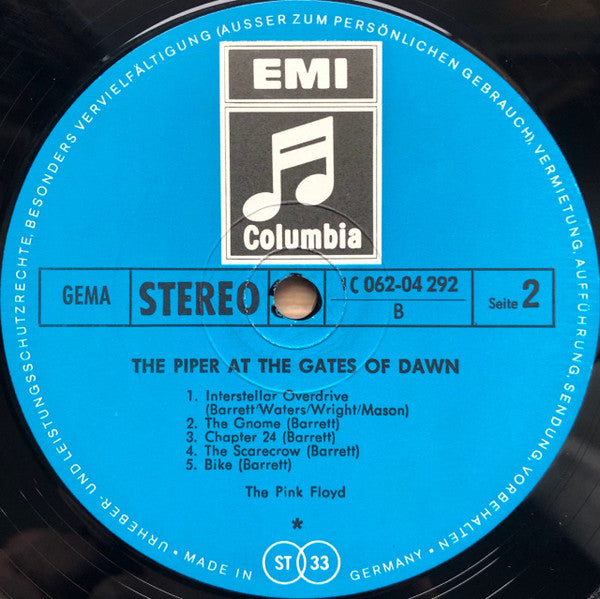 URHEBER- UND LEISTUNGSSCHUTZRECHTE, BESONDERS VERVIELFÄLTIGUNG (AUSSER ZUM PERSÖNLICHEN GEBRAUCH), VERMIETUNG, AUFFÜHRUNG, SENDUNG, VORBEHALTEN
EMI
Columbia
GEMA
STEREO
1C 062-04 292
B
Seite 2
THE PIPER AT THE GATES OF DAWN
1. Interstellar Overdrive
(Barrett/Waters/Wright/Mason)
2. The Gnome (Barrett)
3. Chapter 24 (Barrett)
4. The Scarecrow (Barrett)
5. Bike (Barrett)
The Pink Floyd
*
• MADE IN GERMANY •
ST 33